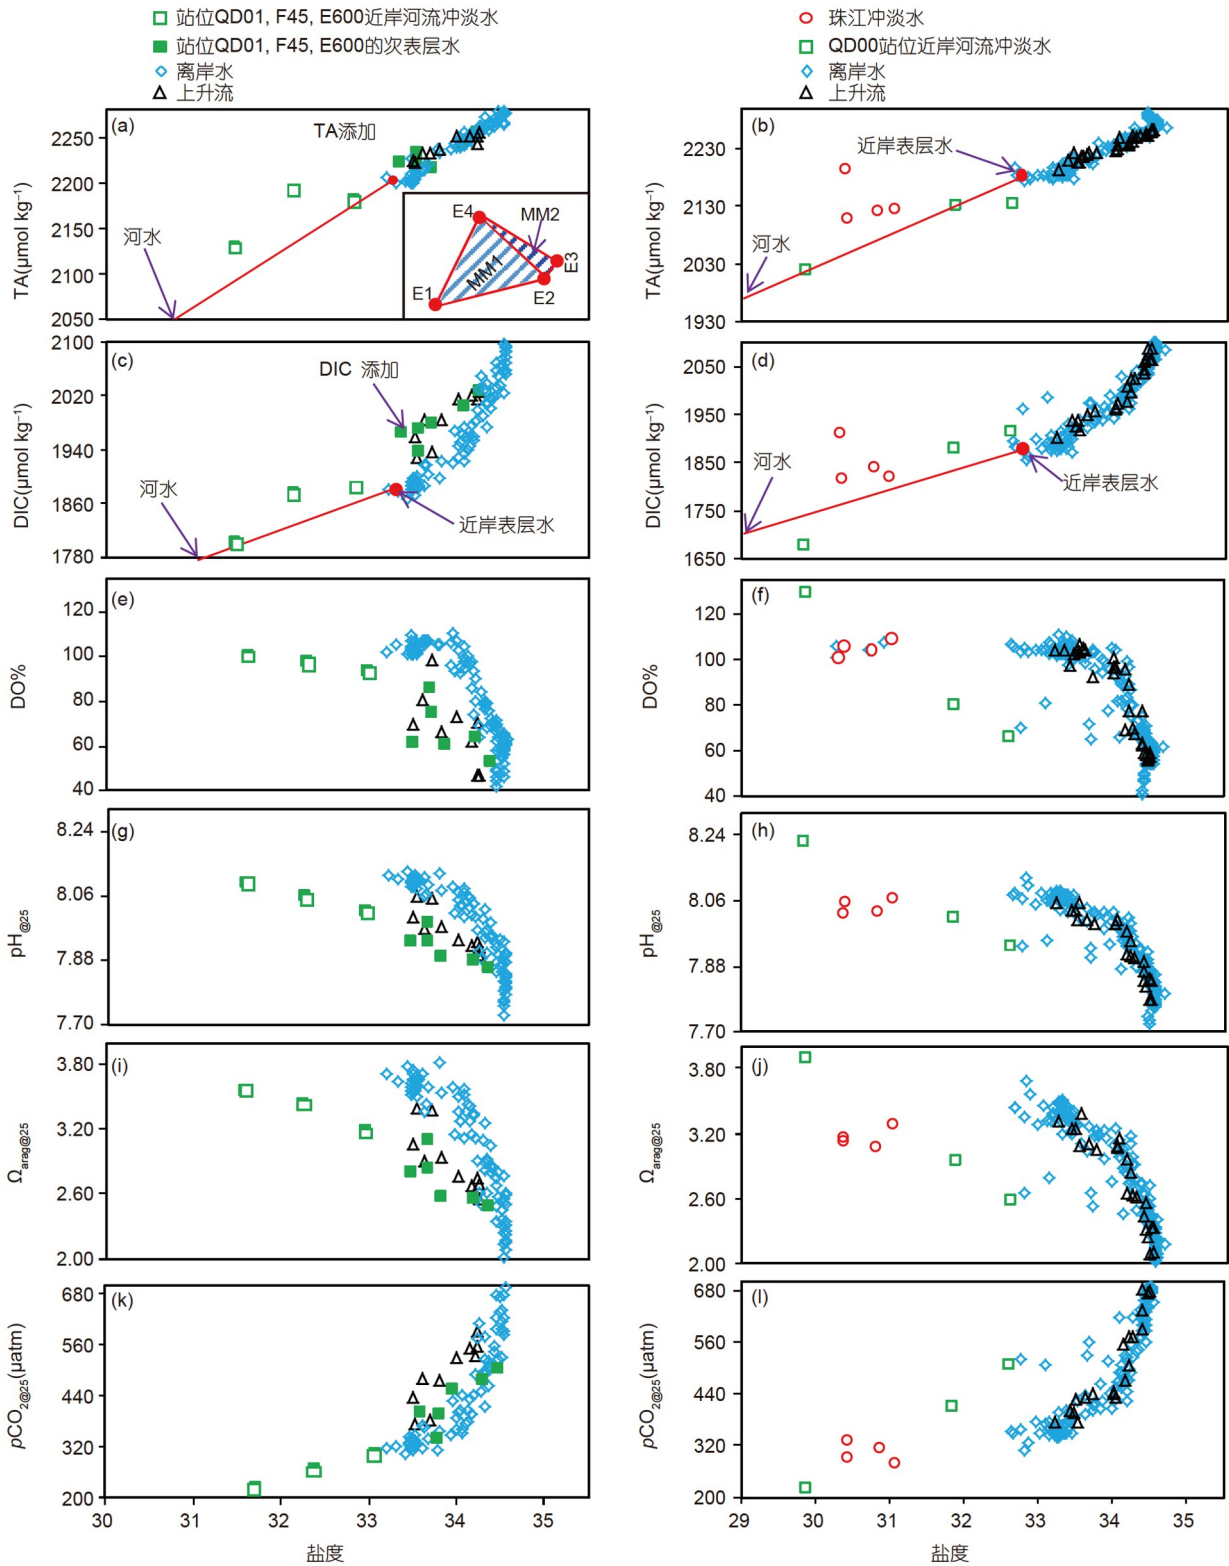 站位QD01, F45, E600近岸河流冲淡水
站位QD01, F45, E600的次表层水
离岸水
上升流
珠江冲淡水
QD00站位近岸河流冲淡水
离岸水
上升流
(a)
TA添加
2250
2200
2150
2100
2050
TA(μmol kg⁻¹)
河水
E4
MM2
MM1
E3
E1
E2
(b)
近岸表层水
2230
2130
2030
1930
TA(μmol kg⁻¹)
河水
(c)
DIC 添加
2100
2020
1940
1860
1780
DIC(μmol kg⁻¹)
河水
近岸表层水
(d)
2050
1950
1850
1750
1650
DIC(μmol kg⁻¹)
河水
近岸表层水
(e)
120
100
80
60
40
DO%
(f)
120
100
80
60
40
DO%
(g)
8.24
8.06
7.88
7.70
pH@25
(h)
8.24
8.06
7.88
7.70
pH@25
(i)
3.80
3.20
2.60
2.00
Ωarag@25
(j)
3.80
3.20
2.60
2.00
Ωarag@25
(k)
680
560
440
320
200
pCO2@25(μatm)
30 31 32 33 34 35
盐度
(l)
680
560
440
320
200
pCO2@25(μatm)
29 30 31 32 33 34 35
盐度